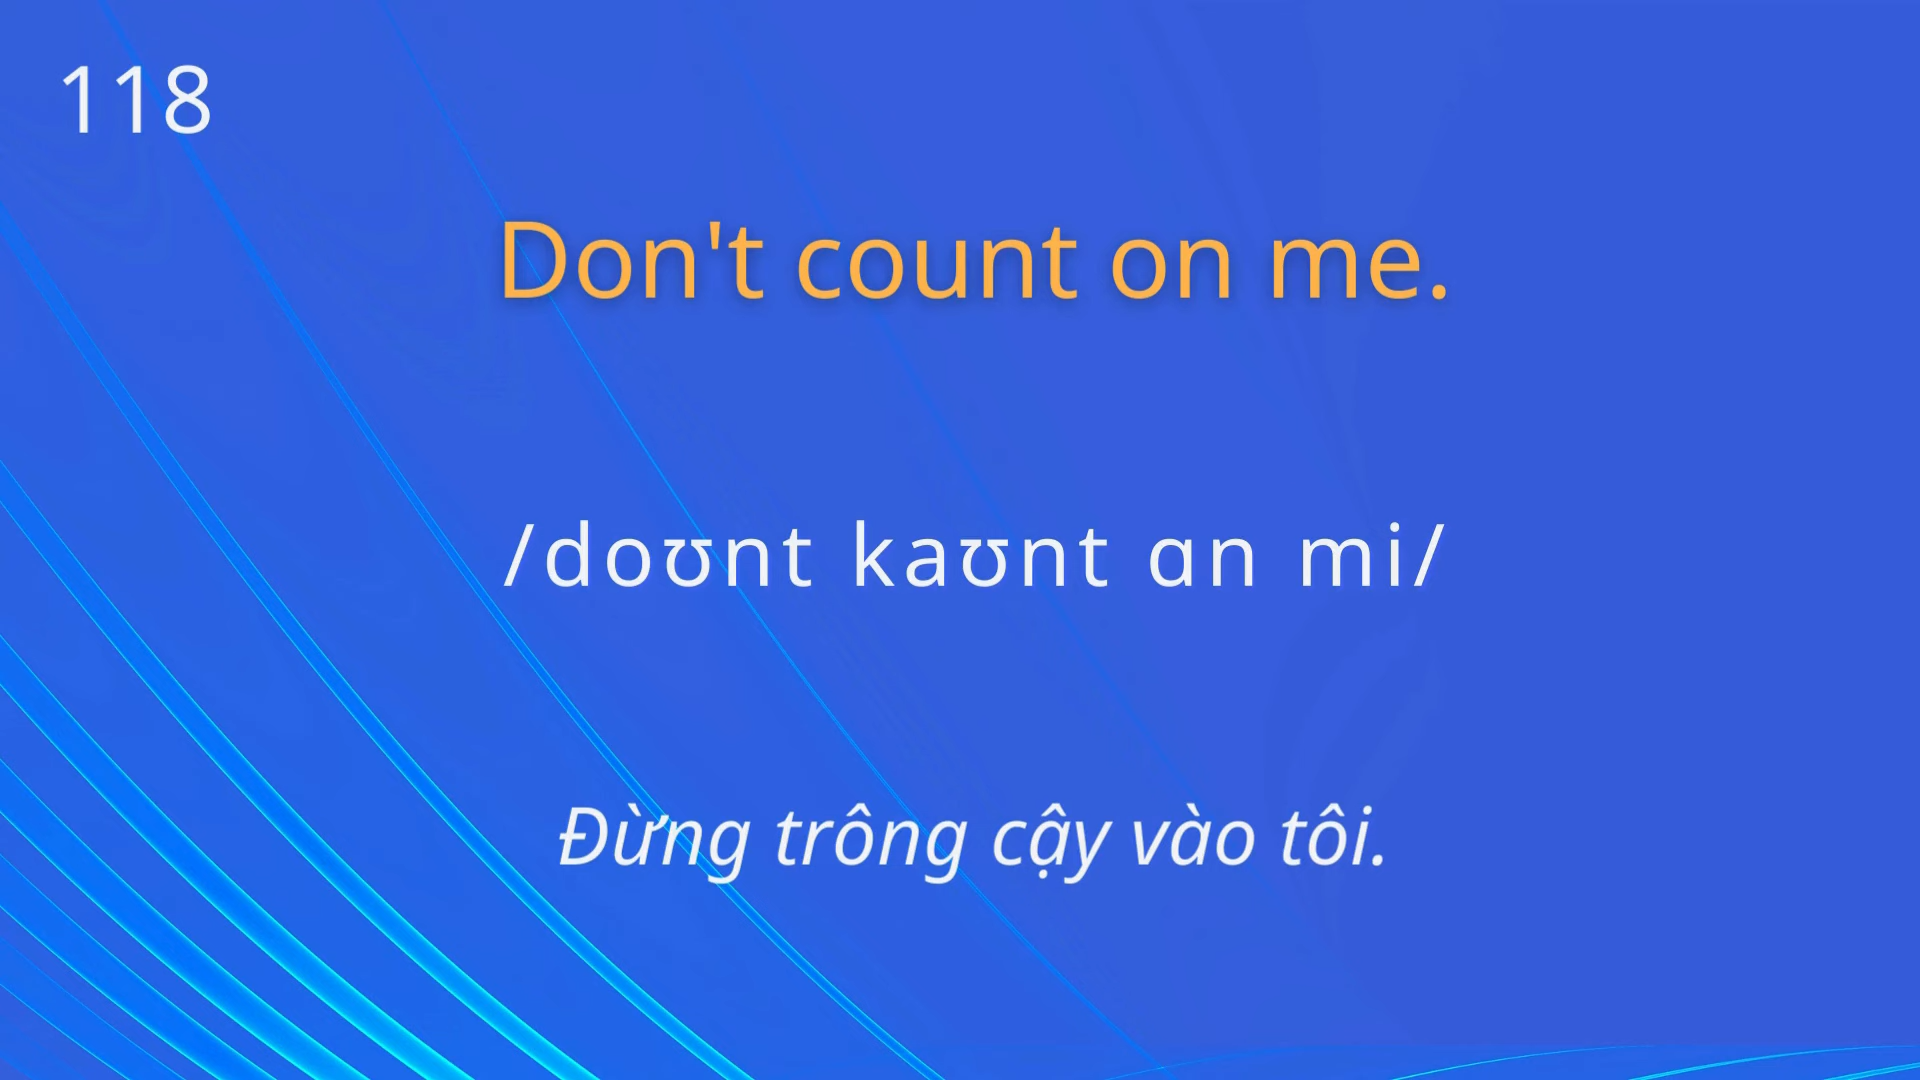 118
Don't count on me.
/doʊnt kaʊnt ɑn mi/
Đừng trông cậy vào tôi.